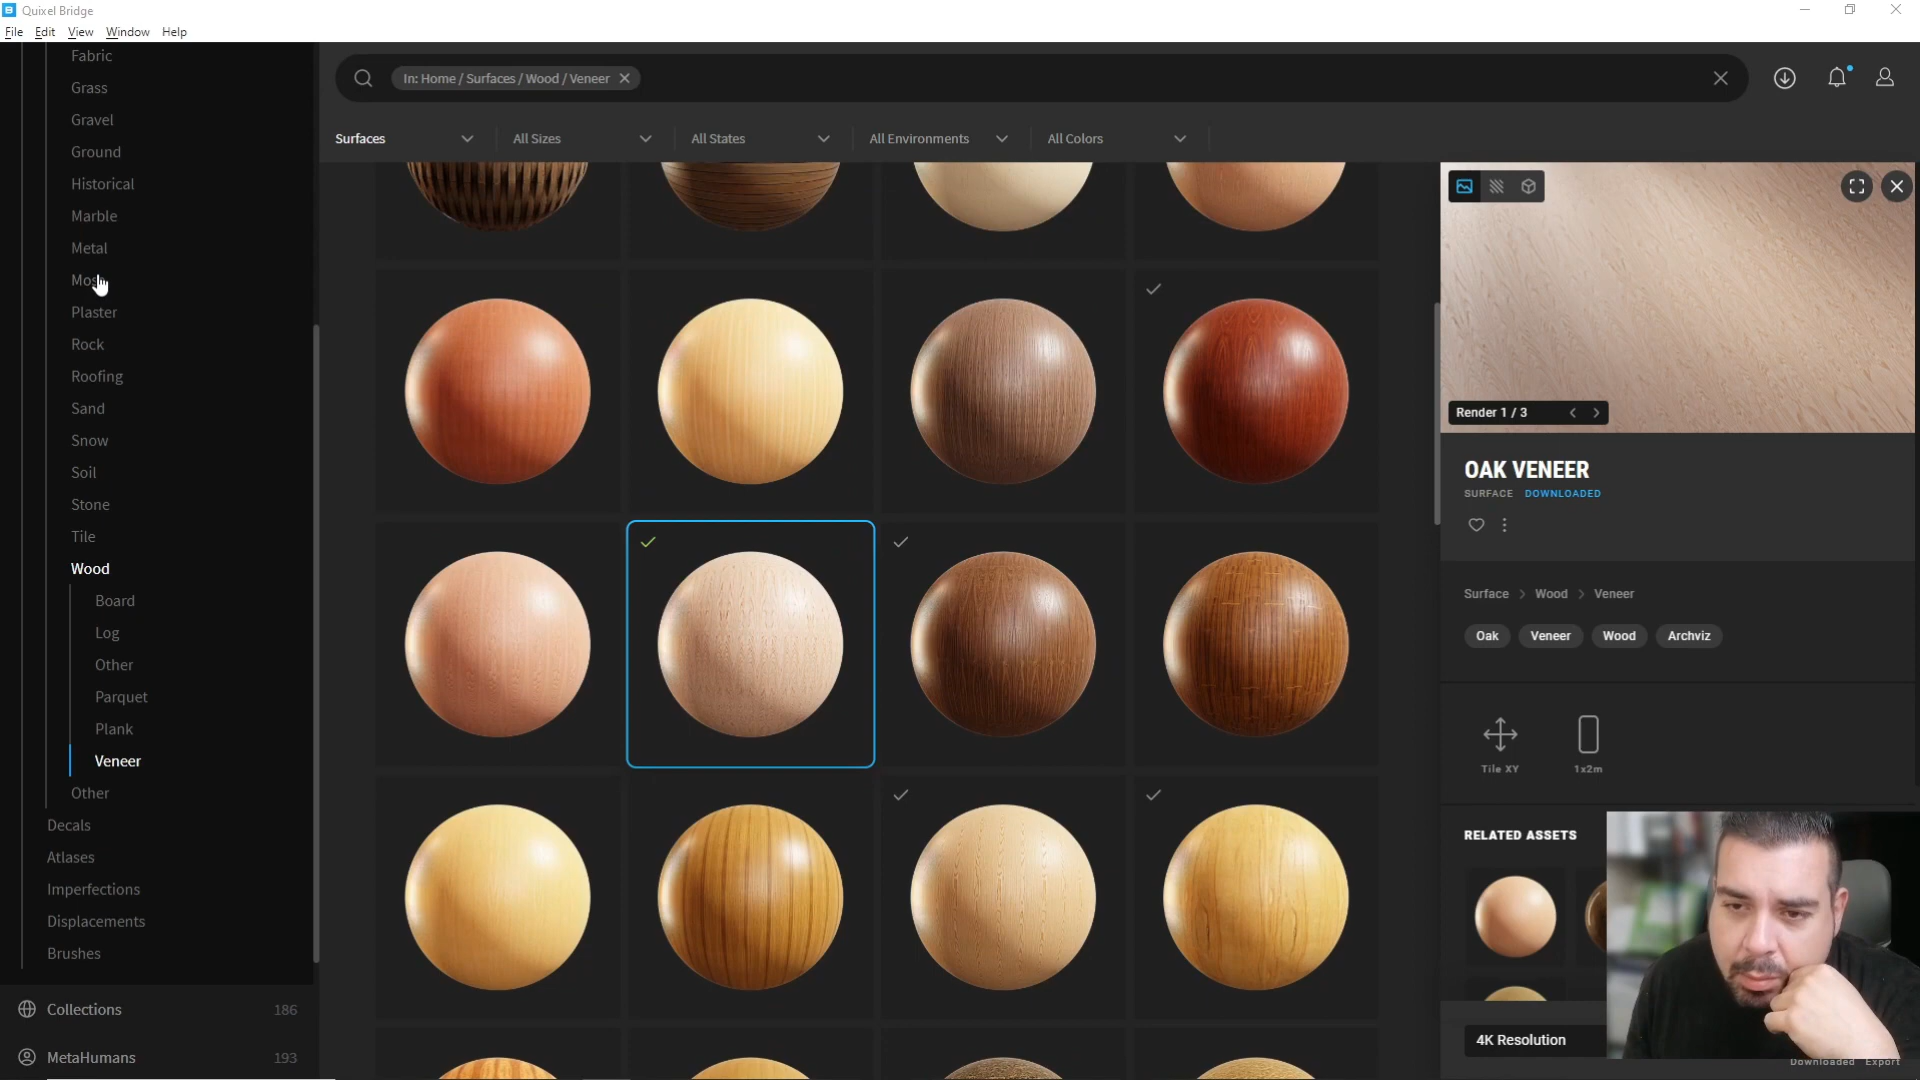 Quixel Bridge
File Edit View Window Help
Fabric
Grass
Gravel
Ground
Historical
Marble
Metal
Plaster
Rock
Roofing
Sand
Snow
Soil
Stone
Tile
Wood
Board
Log
Other
Parquet
Plank
Veneer
Other
Decals
Atlases
Imperfections
Displacements
Brushes
Collections 186
MetaHumans 193
In: Home / Surfaces / Wood / Veneer
Surfaces All Sizes All States All Environments All Colors
Render 1 / 3
OAK VENEER
SURFACE DOWNLOADED
Surface > Wood > Veneer
Oak Veneer Wood Archviz
Tile XY 1x2m
RELATED ASSETS
4K Resolution
Downloaded Export